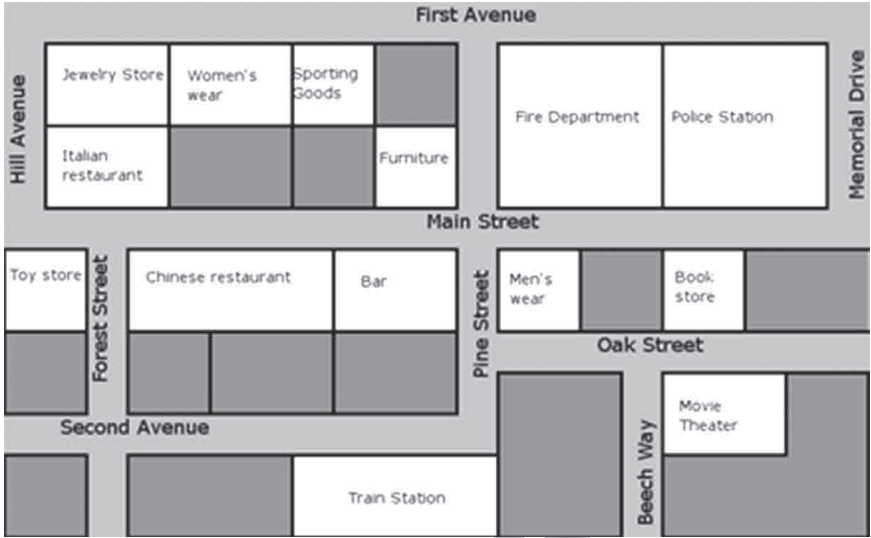 First Avenue
Hill Avenue
Jewelry Store
Women's
wear
Sporting
Goods
Fire Department
Police Station
Memorial Drive
Italian
restaurant
Furniture
Main Street
Toy store
Forest Street
Chinese restaurant
Bar
Pine Street
Men's
wear
Book
store
Oak Street
Second Avenue
Movie
Theater
Beech Way
Train Station